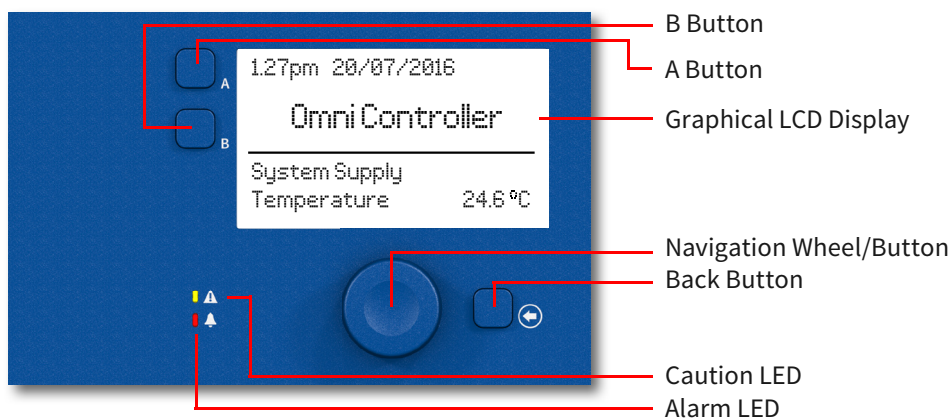 B Button
A Button
Graphical LCD Display
Navigation Wheel/Button
Back Button
Caution LED
Alarm LED
A
B
1.27pm 20/07/2016
Omni Controller
System Supply
Temperature 24.6 °C